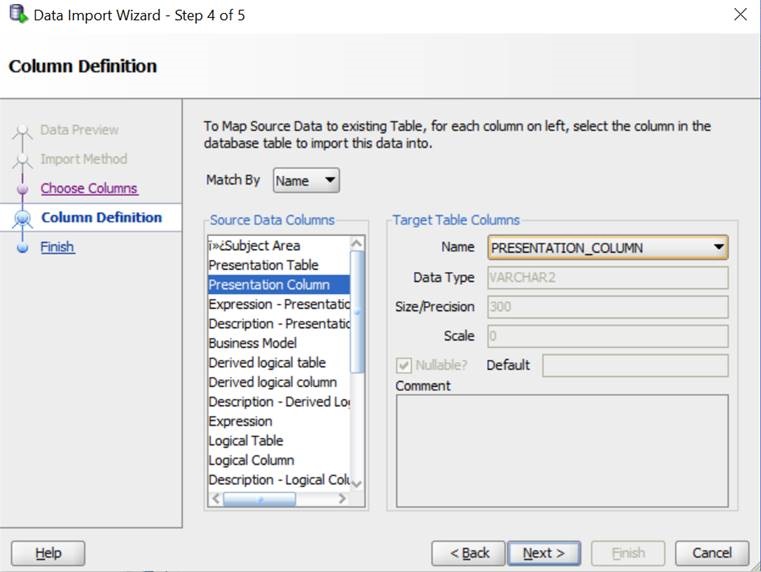 Data Import Wizard - Step 4 of 5
Column Definition
Data Preview
Import Method
Choose Columns
Column Definition
Finish
To Map Source Data to existing Table, for each column on left, select the column in the
database table to import this data into.
Match By Name
Source Data Columns
ï»¿Subject Area
Presentation Table
Presentation Column
Expression - Presentatio
Description - Presentatio
Business Model
Derived logical table
Derived logical column
Description - Derived Lo
Expression
Logical Table
Logical Column
Description - Logical Colu
Target Table Columns
Name PRESENTATION_COLUMN
Data Type VARCHAR2
Size/Precision 300
Scale 0
Nullable? Default
Comment
Help < Back Next > Finish Cancel